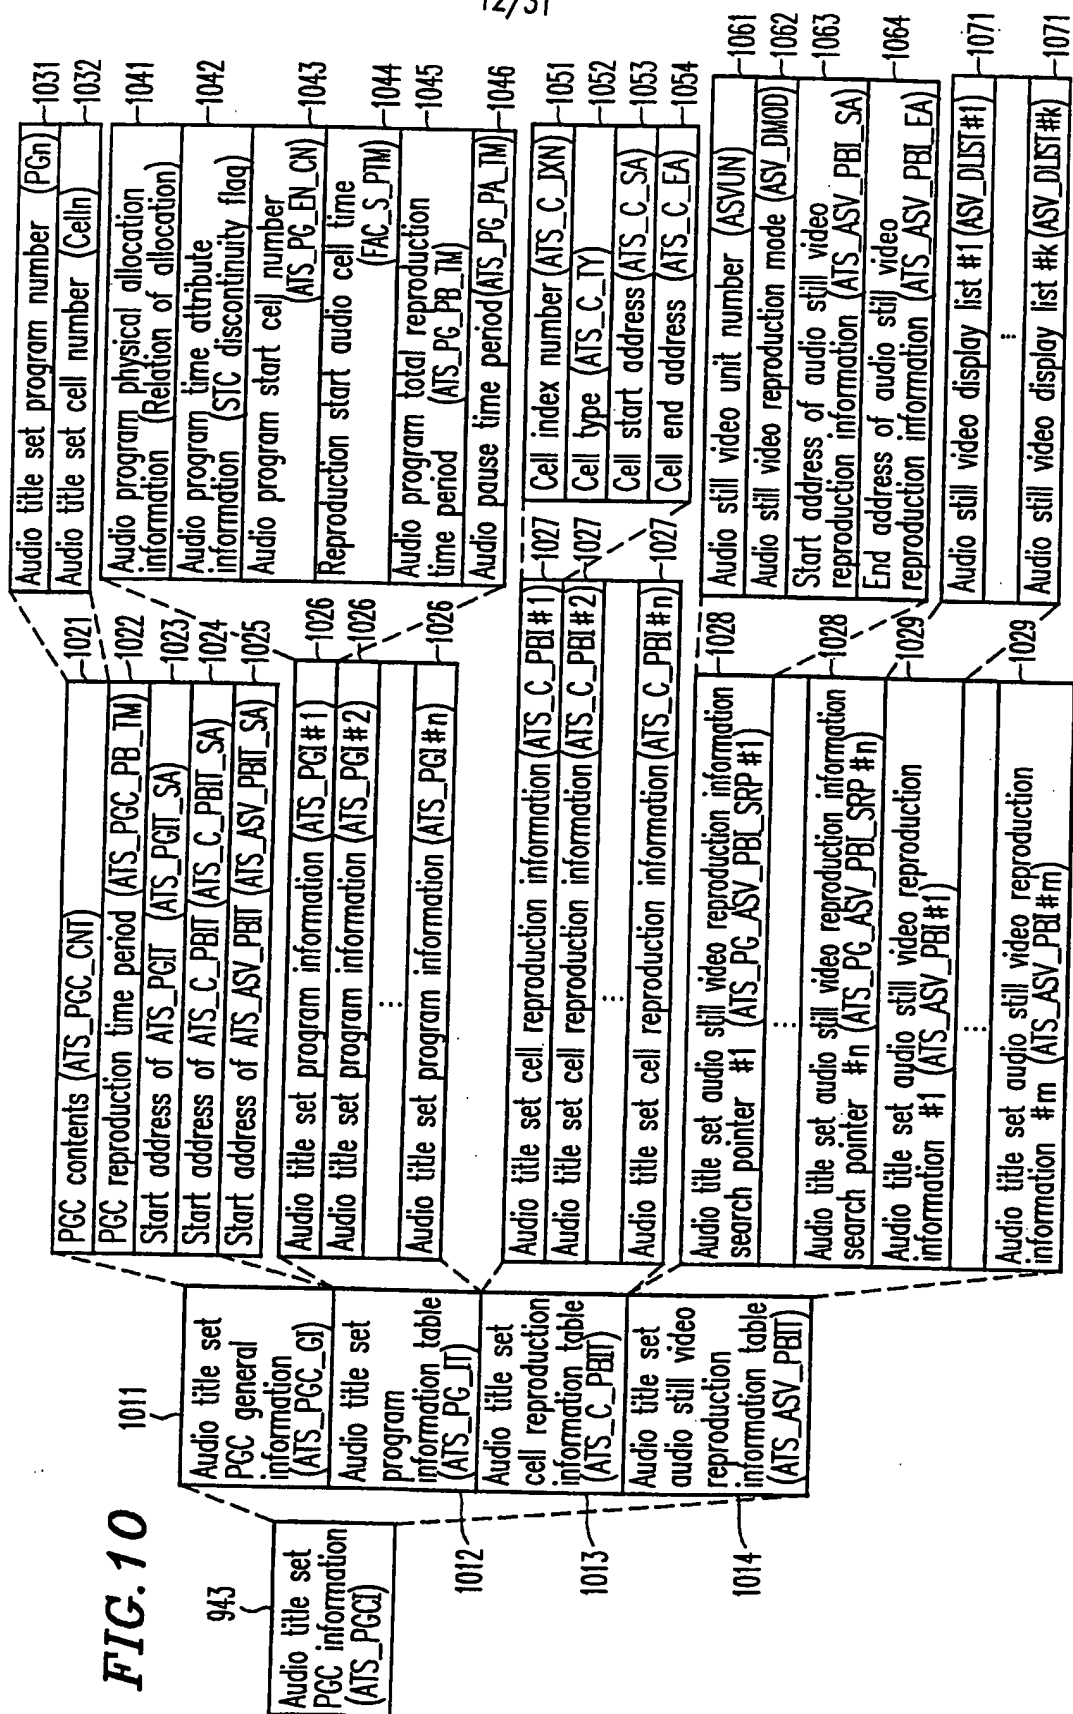 12/31
FIG. 10
943
Audio title set
PGC information
(ATS_PGCI)
1011
Audio title set
PGC general
information
(ATS_PGC_GI)
Audio title set
program
information table
(ATS_PG_IT)
1012
Audio title set
cell reproduction
information table
(ATS_C_PBIT)
1013
Audio title set
audio still video
reproduction
information table
(ATS_ASV_PBIT)
1014
PGC contents (ATS_PGC_CNT)
1021
PGC reproduction time period (ATS_PGC_PB_TM)
1022
Start address of ATS_PGIT (ATS_PGIT_SA)
1023
Start address of ATS_C_PBIT (ATS_C_PBIT_SA)
1024
Start address of ATS_ASV_PBIT (ATS_ASV_PBIT_SA)
1025
Audio title set program information (ATS_PGI#1)
1026
Audio title set program information (ATS_PGI#2)
1026
...
Audio title set program information (ATS_PGI#n)
1026
Audio title set cell reproduction information (ATS_C_PBI#1)
1027
Audio title set cell reproduction information (ATS_C_PBI#2)
1027
...
Audio title set cell reproduction information (ATS_C_PBI#n)
1027
Audio title set audio still video reproduction information
search pointer #1 (ATS_PG_ASV_PBI_SRP#1)
1028
...
Audio title set audio still video reproduction information
search pointer #n (ATS_PG_ASV_PBI_SRP#n)
1028
Audio title set audio still video reproduction
information #1 (ATS_ASV_PBI#1)
1029
...
Audio title set audio still video reproduction
information #m (ATS_ASV_PBI#m)
1029
Audio title set program number (PGn)
1031
Audio title set cell number (Celln)
1032
Audio program physical allocation
information (Relation of allocation)
1041
Audio program time attribute
information (STC discontinuity flaq)
1042
Audio program start cell number
(ATS_PG_EN_CN)
1043
Reproduction start audio cell time
(FAC_S_PTM)
1044
Audio program total reproduction
time period (ATS_PG_PB_TM)
1045
Audio pause time period (ATS_PG_PA_TM)
1046
Cell index number (ATS_C_IXN)
1051
Cell type (ATS_C_TY)
1052
Cell start address (ATS_C_SA)
1053
Cell end address (ATS_C_EA)
1054
Audio still video unit number (ASVUN)
1061
Audio still video reproduction mode (ASV_DMOD)
1062
Start address of audio still video
reproduction information (ATS_ASV_PBI_SA)
1063
End address of audio still video
reproduction information (ATS_ASV_PBI_EA)
1064
Audio still video display list #1 (ASV_DLIST#1)
1071
...
Audio still video display list #k (ASV_DLIST#k)
1071